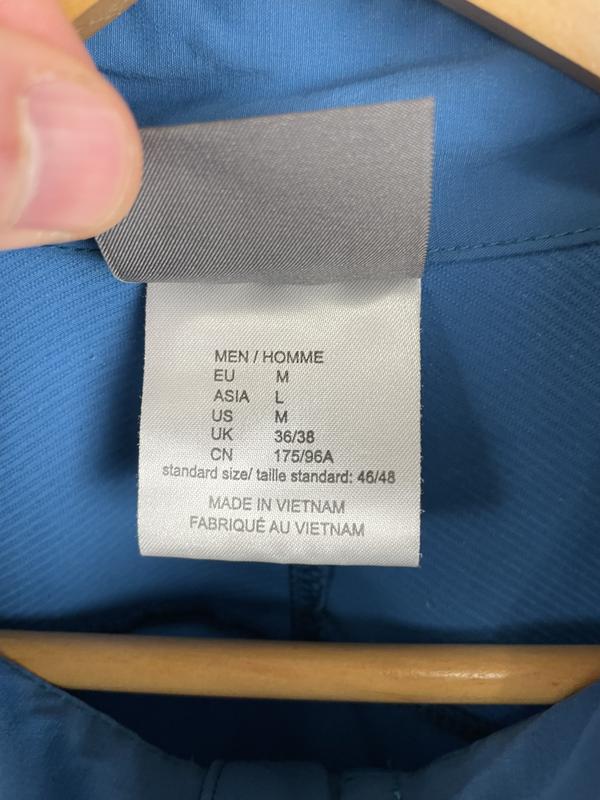 MEN / HOMME
EU M
ASIA L
US M
UK 36/38
CN 175/96A
standard size/ taille standard: 46/48
MADE IN VIETNAM
FABRIQUÉ AU VIETNAM